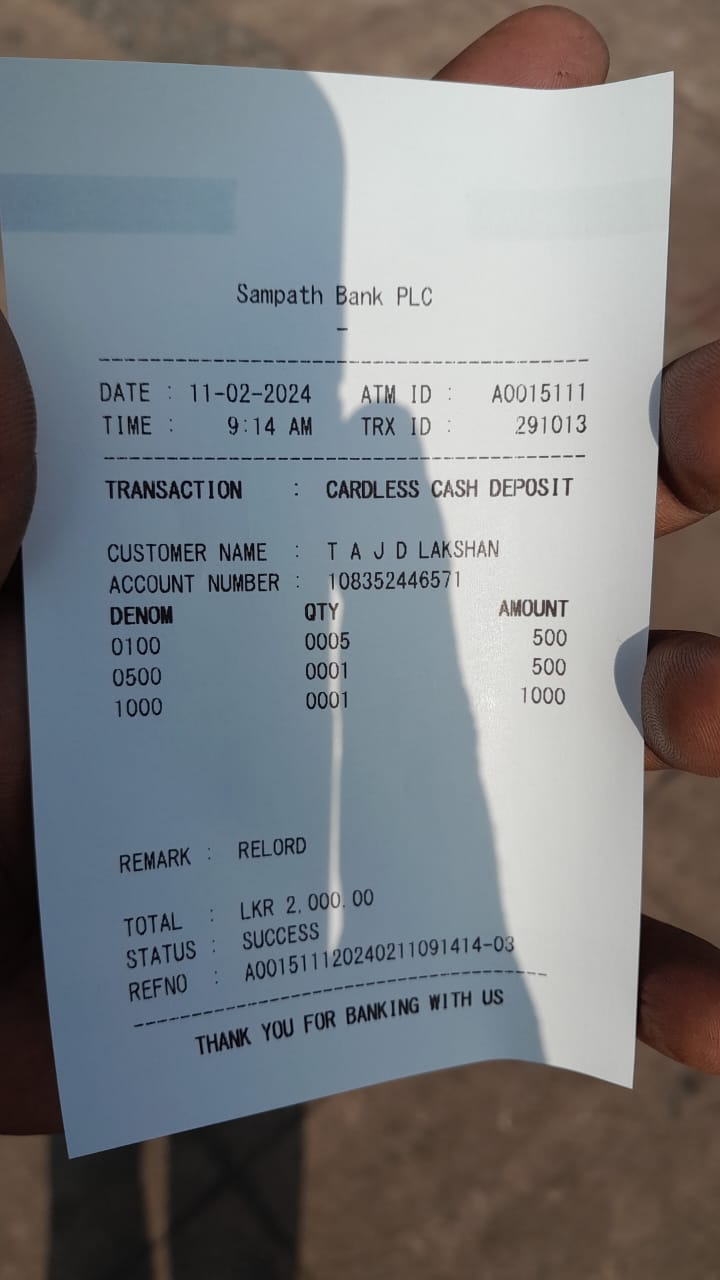 Sampath Bank PLC
-
DATE : 11-02-2024 ATM ID : A0015111
TIME : 9:14 AM TRX ID : 291013
TRANSACTION : CARDLESS CASH DEPOSIT
CUSTOMER NAME : T A J D LAKSHAN
ACCOUNT NUMBER : 108352446571
DENOM QTY AMOUNT
0100 0005 500
0500 0001 500
1000 0001 1000
REMARK : RELORD
TOTAL : LKR 2,000.00
STATUS : SUCCESS
REFNO : A001511120240211091414-03
THANK YOU FOR BANKING WITH US